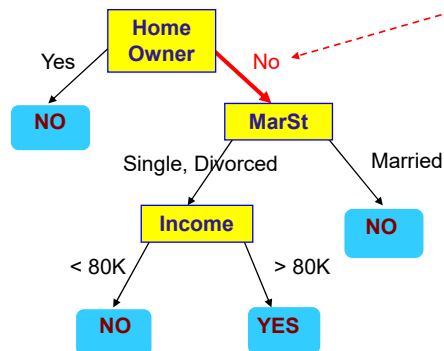 Home
Owner
Yes
No
NO
MarSt
Single, Divorced
Married
Income
NO
< 80K
> 80K
NO
YES